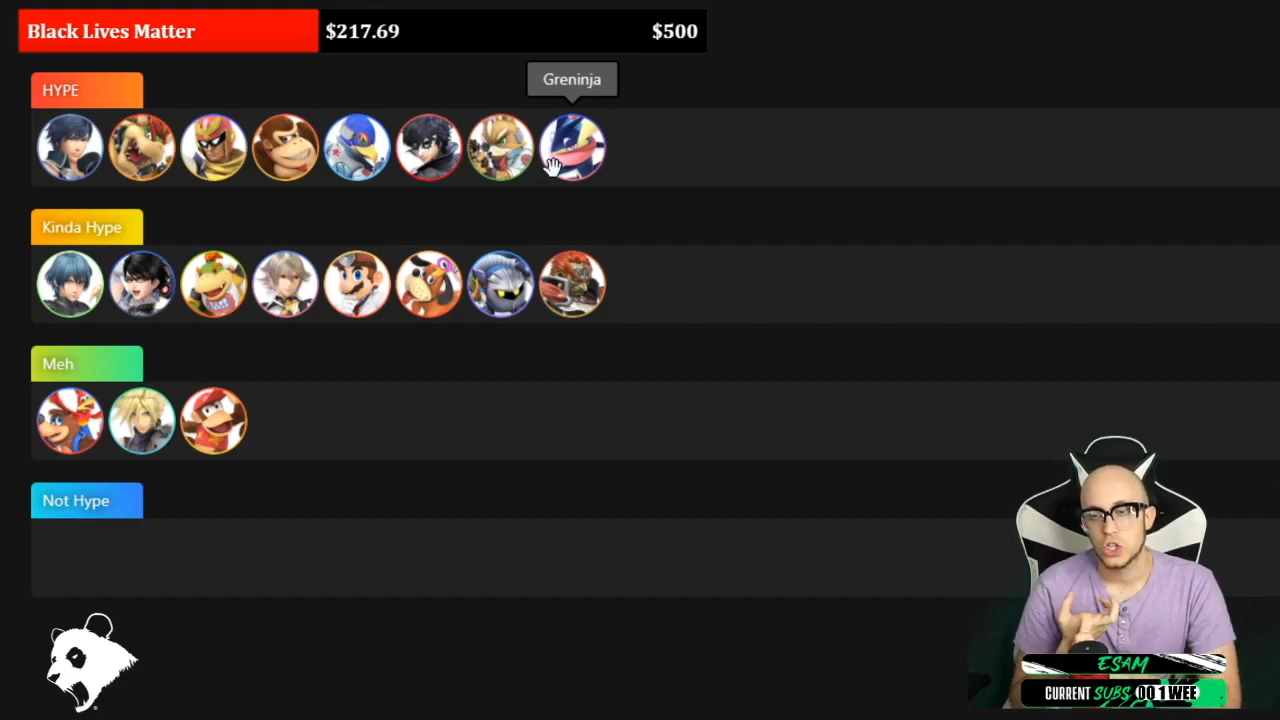 Black Lives Matter $217.69 $500
Greninja
HYPE
Kinda Hype
Meh
Not Hype
ESAM
CURRENT SUBS